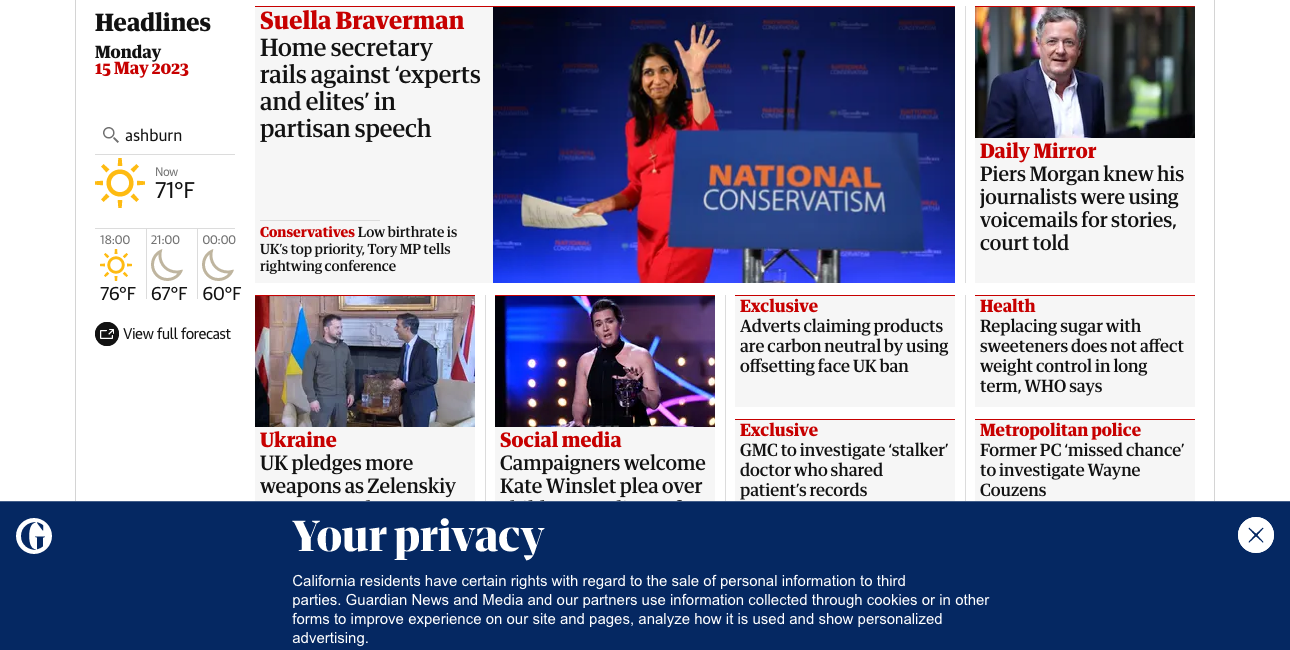 Headlines
Monday
15 May 2023
ashburn
Now
71°F
18:00
21:00
00:00
76°F
67°F
60°F
View full forecast
Suella Braverman
Home secretary
rails against ‘experts
and elites’ in
partisan speech
Conservatives Low birthrate is
UK’s top priority, Tory MP tells
rightwing conference
NATIONAL
CONSERVATISM
Daily Mirror
Piers Morgan knew his
journalists were using
voicemails for stories,
court told
Ukraine
UK pledges more
weapons as Zelenskiy
Social media
Campaigners welcome
Kate Winslet plea over
Exclusive
Adverts claiming products
are carbon neutral by using
offsetting face UK ban
Exclusive
GMC to investigate ‘stalker’
doctor who shared
patient’s records
Health
Replacing sugar with
sweeteners does not affect
weight control in long
term, WHO says
Metropolitan police
Former PC ‘missed chance’
to investigate Wayne
Couzens
G
Your privacy
California residents have certain rights with regard to the sale of personal information to third
parties. Guardian News and Media and our partners use information collected through cookies or in other
forms to improve experience on our site and pages, analyze how it is used and show personalized
advertising.